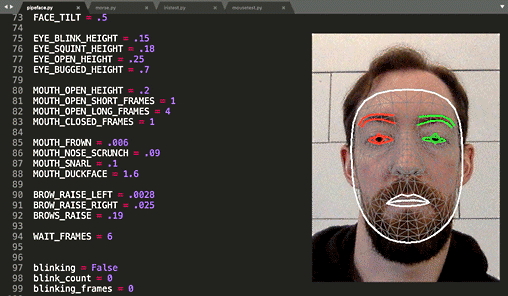 pipeface.py
morse.py
iristest.py
mousetest.py
73 FACE_TILT = .5
74
75 EYE_BLINK_HEIGHT = .15
76 EYE_SQUINT_HEIGHT = .18
77 EYE_OPEN_HEIGHT = .25
78 EYE_BUGGED_HEIGHT = .7
79
80 MOUTH_OPEN_HEIGHT = .2
81 MOUTH_OPEN_SHORT_FRAMES = 1
82 MOUTH_OPEN_LONG_FRAMES = 4
83 MOUTH_CLOSED_FRAMES = 1
84
85 MOUTH_FROWN = .006
86 MOUTH_NOSE_SCRUNCH = .09
87 MOUTH_SNARL = .1
88 MOUTH_DUCKFACE = 1.6
89
90 BROW_RAISE_LEFT = .0028
91 BROW_RAISE_RIGHT = .025
92 BROWS_RAISE = .19
93
94 WAIT_FRAMES = 6
95
96
97 blinking = False
98 blink_count = 0
99 blinking_frames = 0